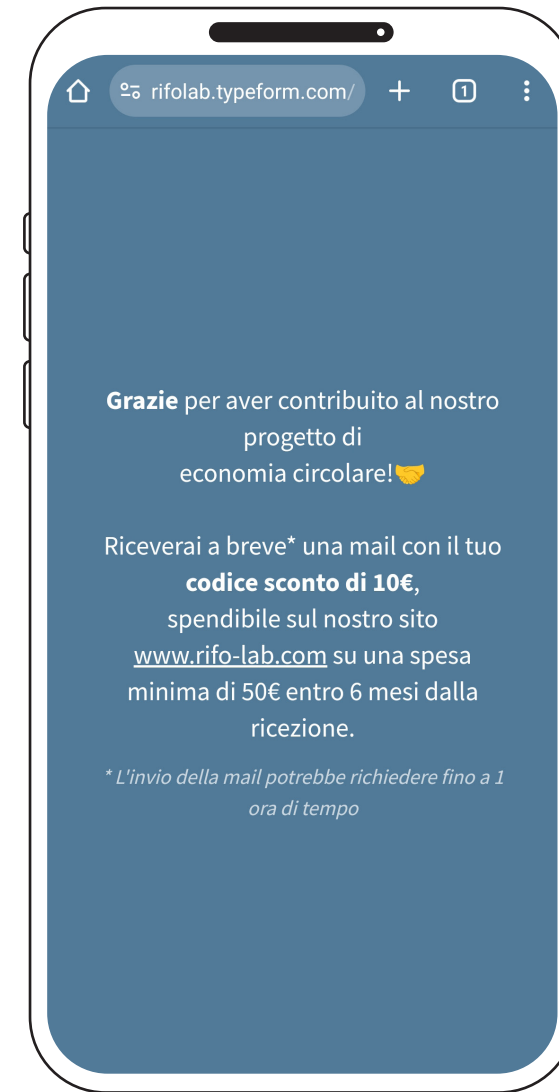 rifolab.typeform.com/
1
Grazie per aver contribuito al nostro
progetto di
economia circolare!🤝
Riceverai a breve* una mail con il tuo
codice sconto di 10€,
spendibile sul nostro sito
www.rifo-lab.com su una spesa
minima di 50€ entro 6 mesi dalla
ricezione.
* L'invio della mail potrebbe richiedere fino a 1
ora di tempo